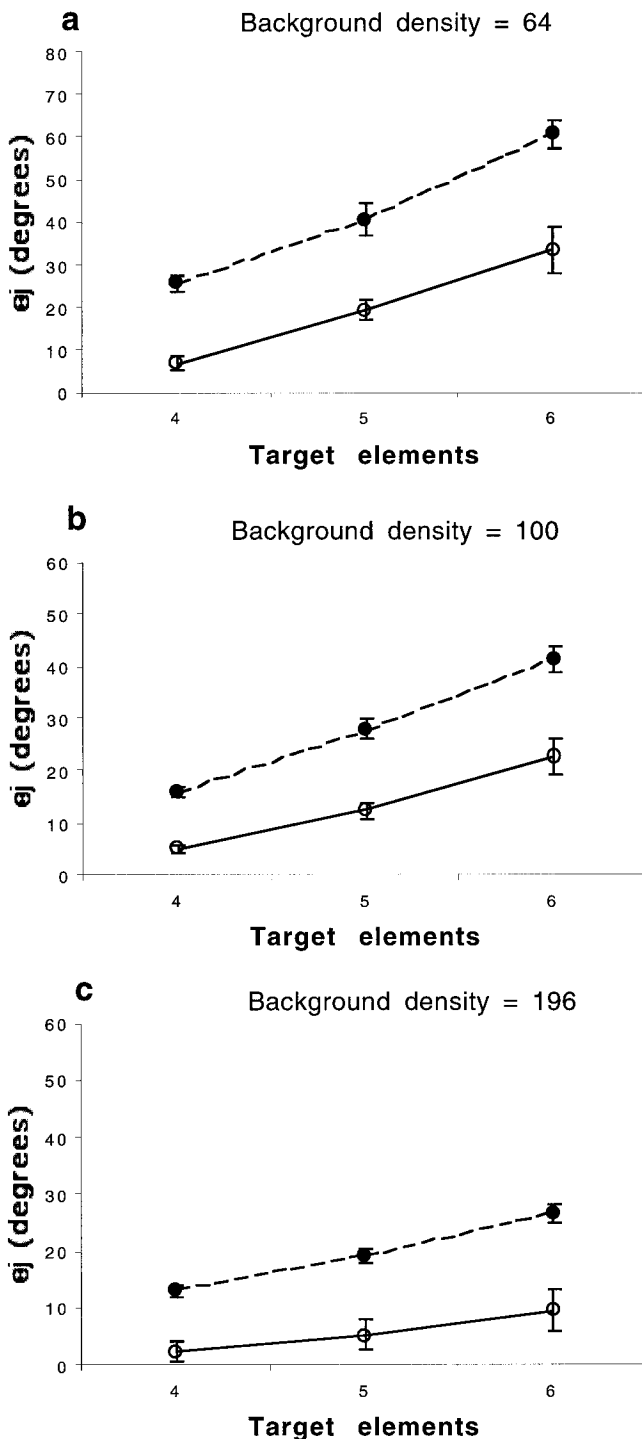 a
Background density = 64
80
70
60
50
40
30
20
10
0
θj (degrees)
4 5 6
Target elements
b
Background density = 100
60
50
40
30
20
10
0
θj (degrees)
4 5 6
Target elements
c
Background density = 196
60
50
40
30
20
10
0
θj (degrees)
4 5 6
Target elements